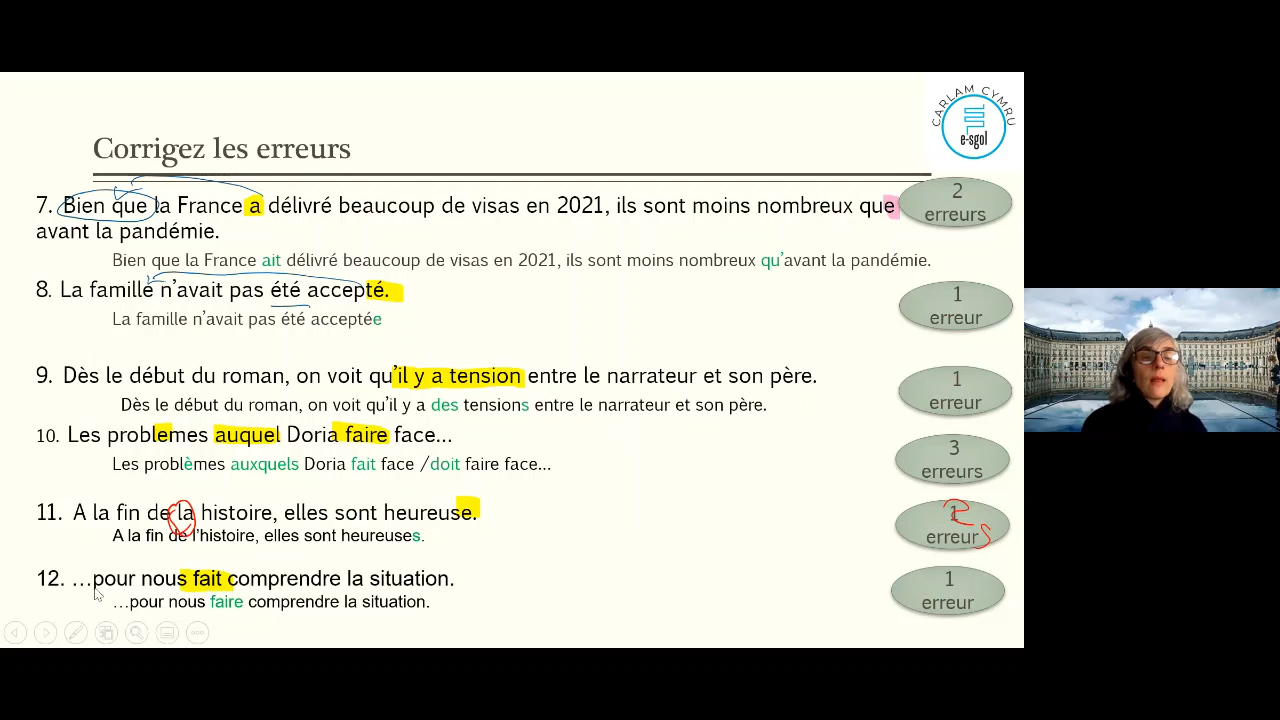 CARLAM CYMRU
e-sgol
Corrigez les erreurs
7. Bien que la France a délivré beaucoup de visas en 2021, ils sont moins nombreux que
avant la pandémie.
2
erreurs
Bien que la France ait délivré beaucoup de visas en 2021, ils sont moins nombreux qu’avant la pandémie.
8. La famille n’avait pas été accepté.
1
erreur
La famille n’avait pas été acceptée
9. Dès le début du roman, on voit qu’il y a tension entre le narrateur et son père.
1
erreur
Dès le début du roman, on voit qu’il y a des tensions entre le narrateur et son père.
10. Les problemes auquel Doria faire face…
3
erreurs
Les problèmes auxquels Doria fait face /doit faire face…
11. A la fin de la histoire, elles sont heureuse.
2
erreurs
A la fin de l’histoire, elles sont heureuses.
12. …pour nous fait comprendre la situation.
1
erreur
…pour nous faire comprendre la situation.